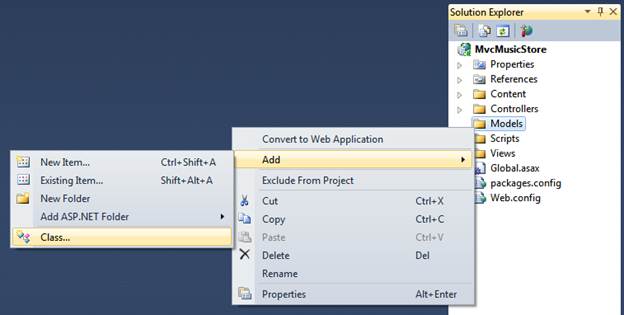 Solution Explorer
MvcMusicStore
Properties
References
Content
Controllers
Models
Scripts
Views
Global.asax
packages.config
Web.config
Convert to Web Application
Add
Exclude From Project
Cut Ctrl+X
Copy Ctrl+C
Paste Ctrl+V
Delete Del
Rename
Properties Alt+Enter
New Item... Ctrl+Shift+A
Existing Item... Shift+Alt+A
New Folder
Add ASP.NET Folder
Class...